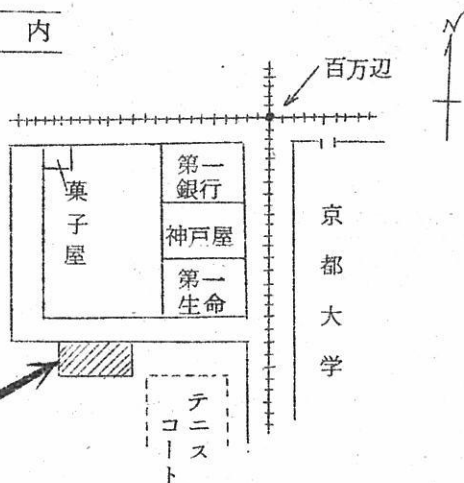 内
百万辺
N
第一
銀行
菓子屋
神戸屋
第一
生命
京都大学
テニス
コート